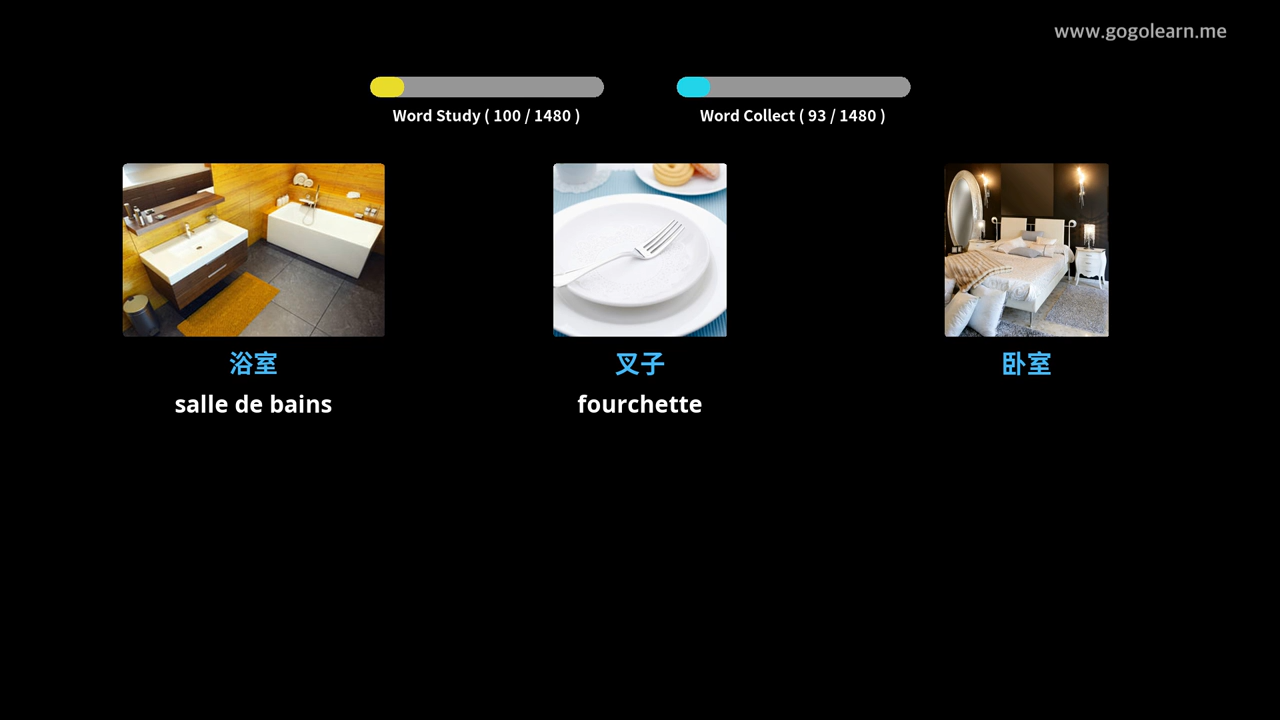 www.gogolearn.me
Word Study ( 100 / 1480 )
Word Collect ( 93 / 1480 )
浴室
叉子
卧室
salle de bains
fourchette